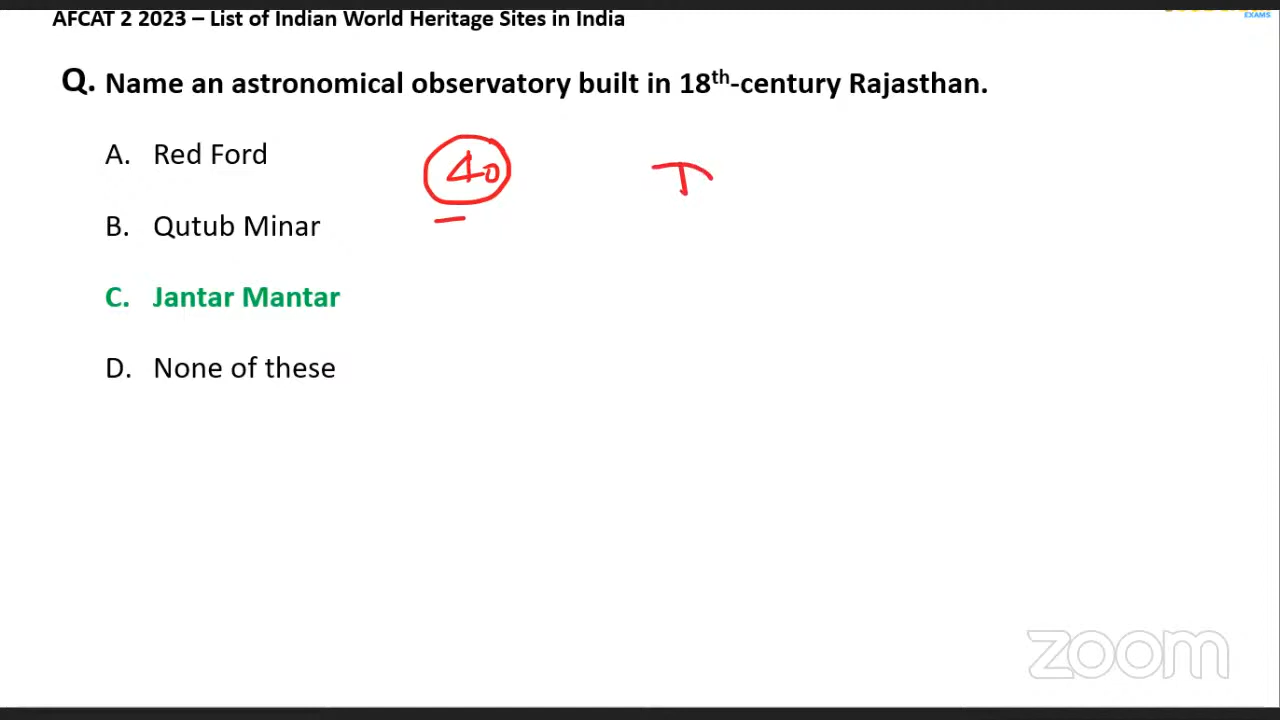 AFCAT 2 2023 – List of Indian World Heritage Sites in India
EXAMS
Q. Name an astronomical observatory built in 18th-century Rajasthan.
A. Red Ford
40
B. Qutub Minar
C. Jantar Mantar
D. None of these
zoom